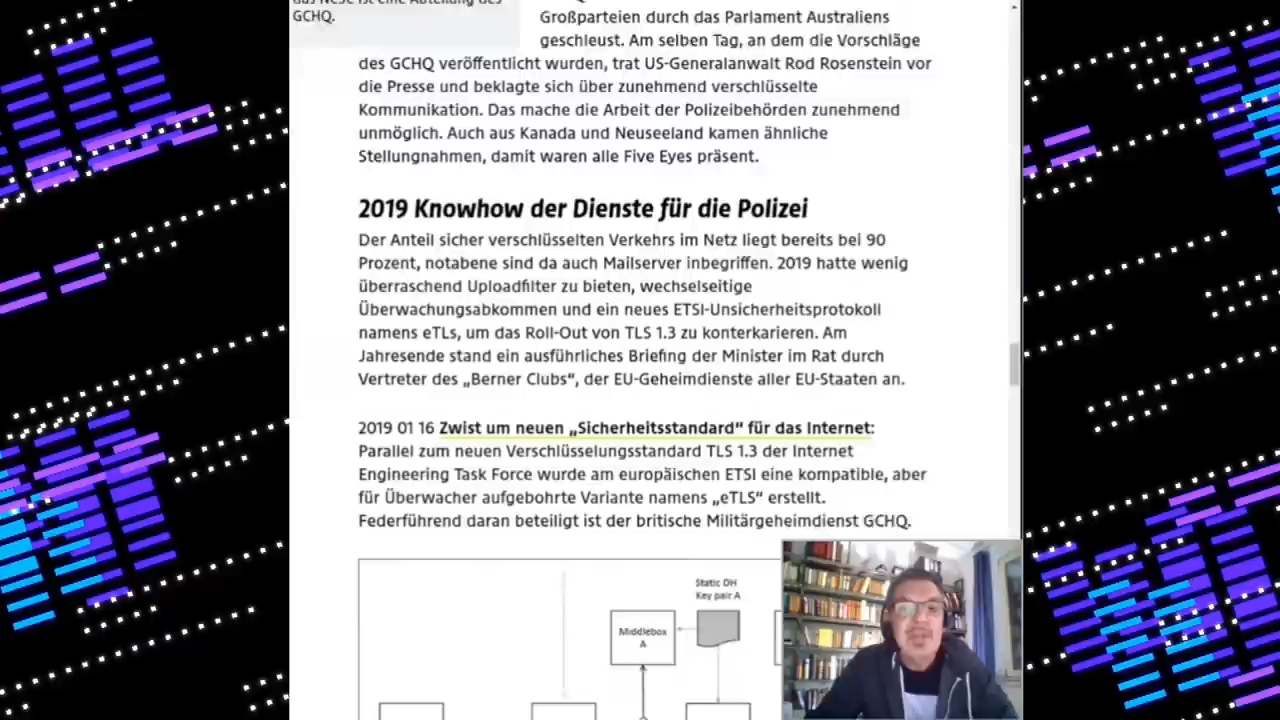 das NCSC ist eine Abteilung des
GCHQ.
Großparteien durch das Parlament Australiens
geschleust. Am selben Tag, an dem die Vorschläge
des GCHQ veröffentlicht wurden, trat US-Generalanwalt Rod Rosenstein vor
die Presse und beklagte sich über zunehmend verschlüsselte
Kommunikation. Das mache die Arbeit der Polizeibehörden zunehmend
unmöglich. Auch aus Kanada und Neuseeland kamen ähnliche
Stellungnahmen, damit waren alle Five Eyes präsent.
2019 Knowhow der Dienste für die Polizei
Der Anteil sicher verschlüsselten Verkehrs im Netz liegt bereits bei 90
Prozent, notabene sind da auch Mailserver inbegriffen. 2019 hatte wenig
überraschend Uploadfilter zu bieten, wechselseitige
Überwachungsabkommen und ein neues ETSI-Unsicherheitsprotokoll
namens eTLs, um das Roll-Out von TLS 1.3 zu konterkarieren. Am
Jahresende stand ein ausführliches Briefing der Minister im Rat durch
Vertreter des „Berner Clubs“, der EU-Geheimdienste aller EU-Staaten an.
2019 01 16 Zwist um neuen „Sicherheitsstandard“ für das Internet:
Parallel zum neuen Verschlüsselungsstandard TLS 1.3 der Internet
Engineering Task Force wurde am europäischen ETSI eine kompatible, aber
für Überwacher aufgebohrte Variante namens „eTLS“ erstellt.
Federführend daran beteiligt ist der britische Militärgeheimdienst GCHQ.
Static DH
Key pair A
Middlebox
A